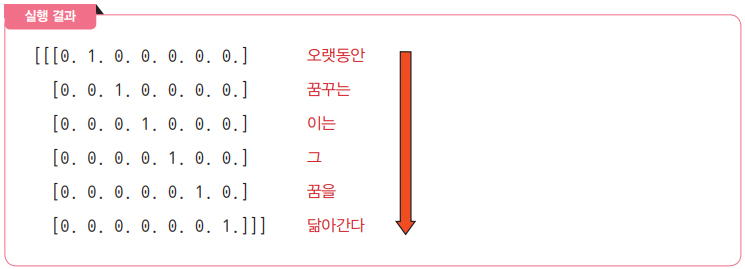 실행 결과
[[[0. 1. 0. 0. 0. 0. 0.] 오랫동안
[0. 0. 1. 0. 0. 0. 0.] 꿈꾸는
[0. 0. 0. 1. 0. 0. 0.] 이는
[0. 0. 0. 0. 1. 0. 0.] 그
[0. 0. 0. 0. 0. 1. 0.] 꿈을
[0. 0. 0. 0. 0. 0. 1.]]] 닮아간다